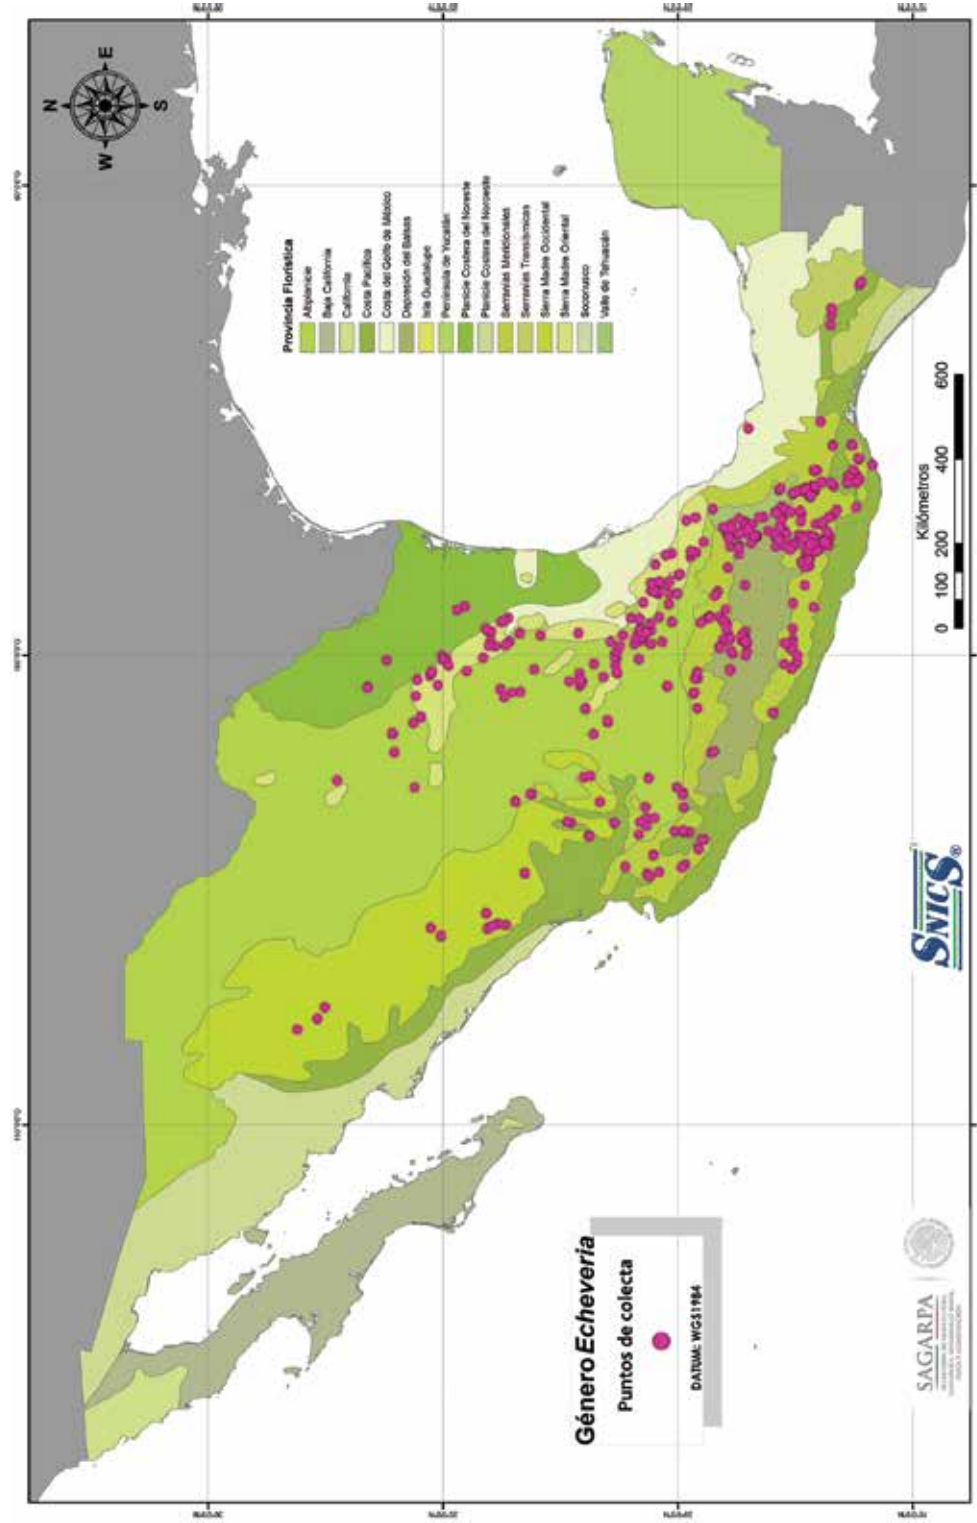 N
W E
S
Provincia Florística
Altiplanicie
Baja California
California
Costa Pacífica
Costa del Golfo de México
Depresión del Balsas
Isla Guadalupe
Península de Yucatán
Planicie Costera del Noreste
Planicie Costera del Noroeste
Serranías Meridionales
Serranías Transístmicas
Sierra Madre Occidental
Sierra Madre Oriental
Soconusco
Valle de Tehuacán
Género Echeveria
Puntos de colecta
DATUM: WGS1984
SAGARPA
SNICS®
Kilómetros
0 100 200 400 600